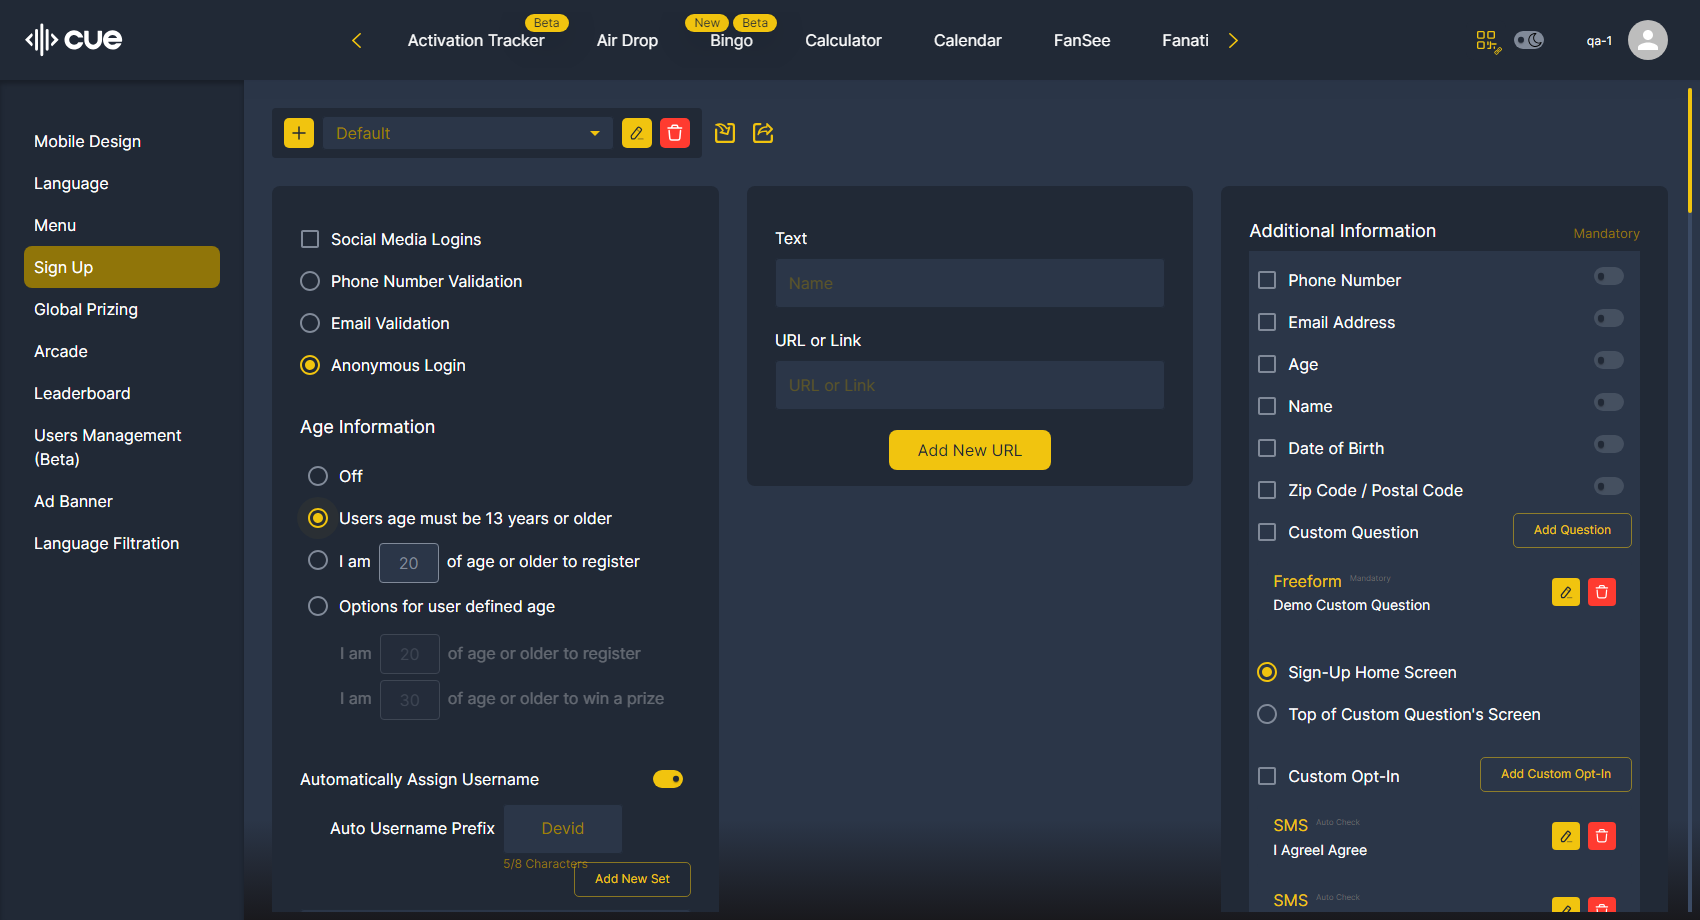 cue
Activation Tracker
Beta
Air Drop
New
Beta
Bingo
Calculator
Calendar
FanSee
Fanati
qa-1
Mobile Design
Language
Menu
Sign Up
Global Prizing
Arcade
Leaderboard
Users Management
(Beta)
Ad Banner
Language Filtration
Default
Social Media Logins
Phone Number Validation
Email Validation
Anonymous Login
Age Information
Off
Users age must be 13 years or older
I am 20 of age or older to register
Options for user defined age
I am 20 of age or older to register
I am 30 of age or older to win a prize
Automatically Assign Username
Auto Username Prefix Devid
5/8 Characters
Add New Set
Text
Name
URL or Link
URL or Link
Add New URL
Additional Information Mandatory
Phone Number
Email Address
Age
Name
Date of Birth
Zip Code / Postal Code
Custom Question Add Question
Freeform Mandatory
Demo Custom Question
Sign-Up Home Screen
Top of Custom Question's Screen
Custom Opt-In Add Custom Opt-In
SMS Auto Check
I AgreeI Agree
SMS Auto Check